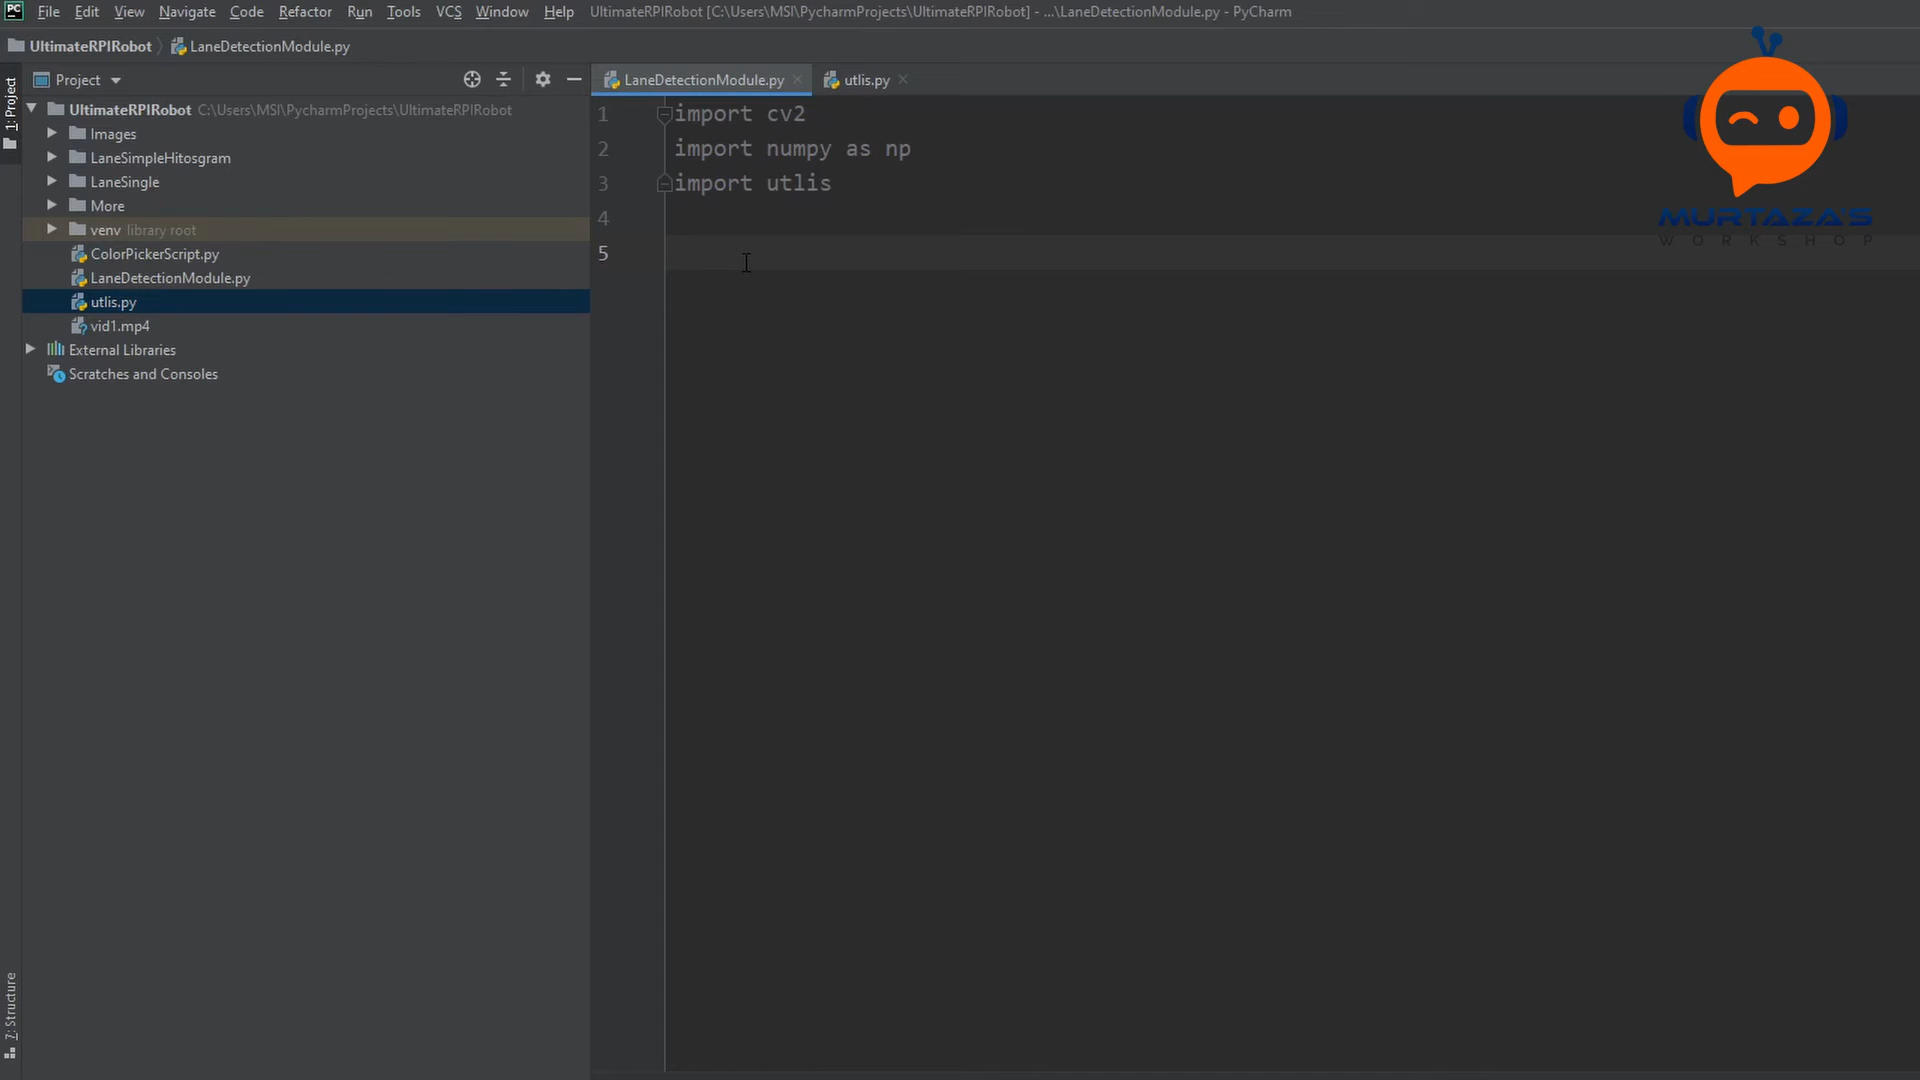 PC File Edit View Navigate Code Refactor Run Tools VCS Window Help UltimateRPIRobot [C:\Users\MSI\PycharmProjects\UltimateRPIRobot] - ...\LaneDetectionModule.py - PyCharm
UltimateRPIRobot LaneDetectionModule.py
1: Project
Project
LaneDetectionModule.py utlis.py
UltimateRPIRobot C:\Users\MSI\PycharmProjects\UltimateRPIRobot
Images
LaneSimpleHitosgram
LaneSingle
More
venv library root
ColorPickerScript.py
LaneDetectionModule.py
utlis.py
vid1.mp4
External Libraries
Scratches and Consoles
7: Structure
1 import cv2
2 import numpy as np
3 import utlis
4
5
MURTAZA'S
WORKSHOP